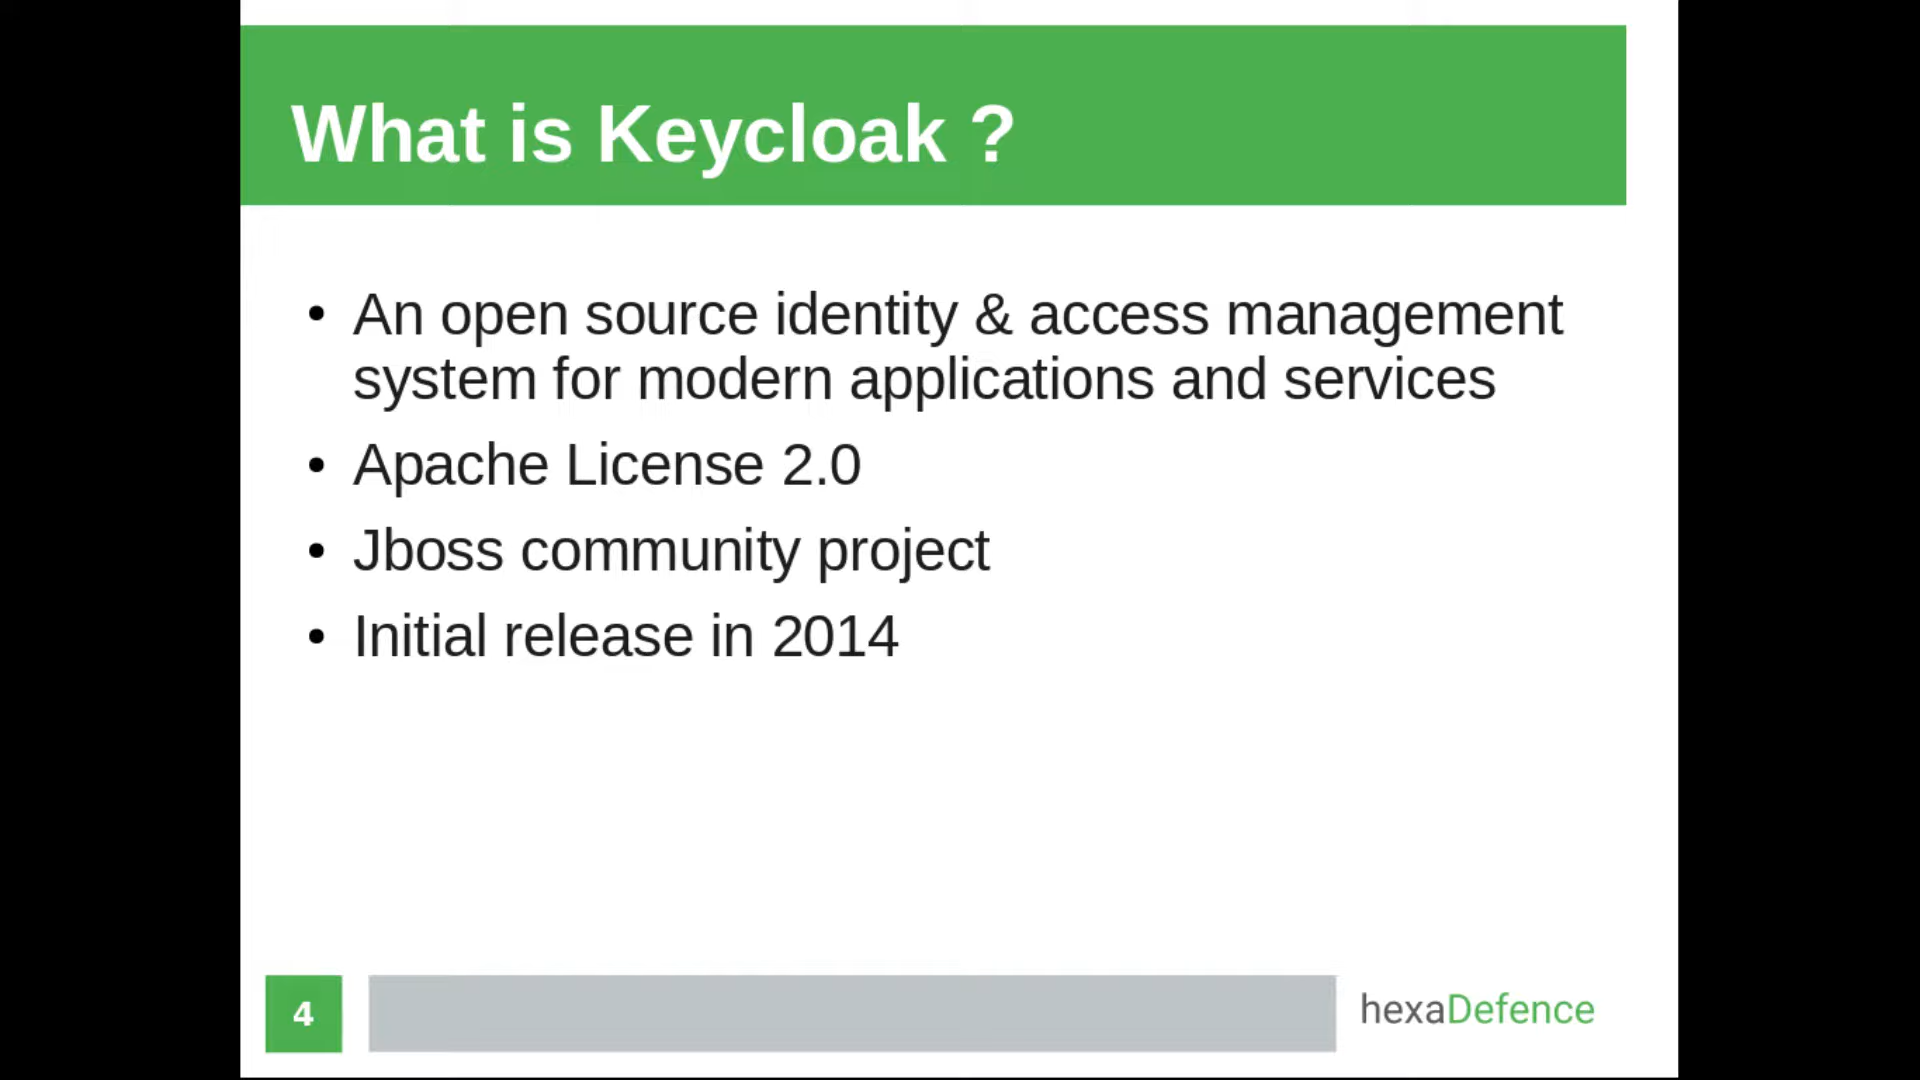 What is Keycloak ?
• An open source identity & access management
system for modern applications and services
• Apache License 2.0
• Jboss community project
• Initial release in 2014
4
hexaDefence